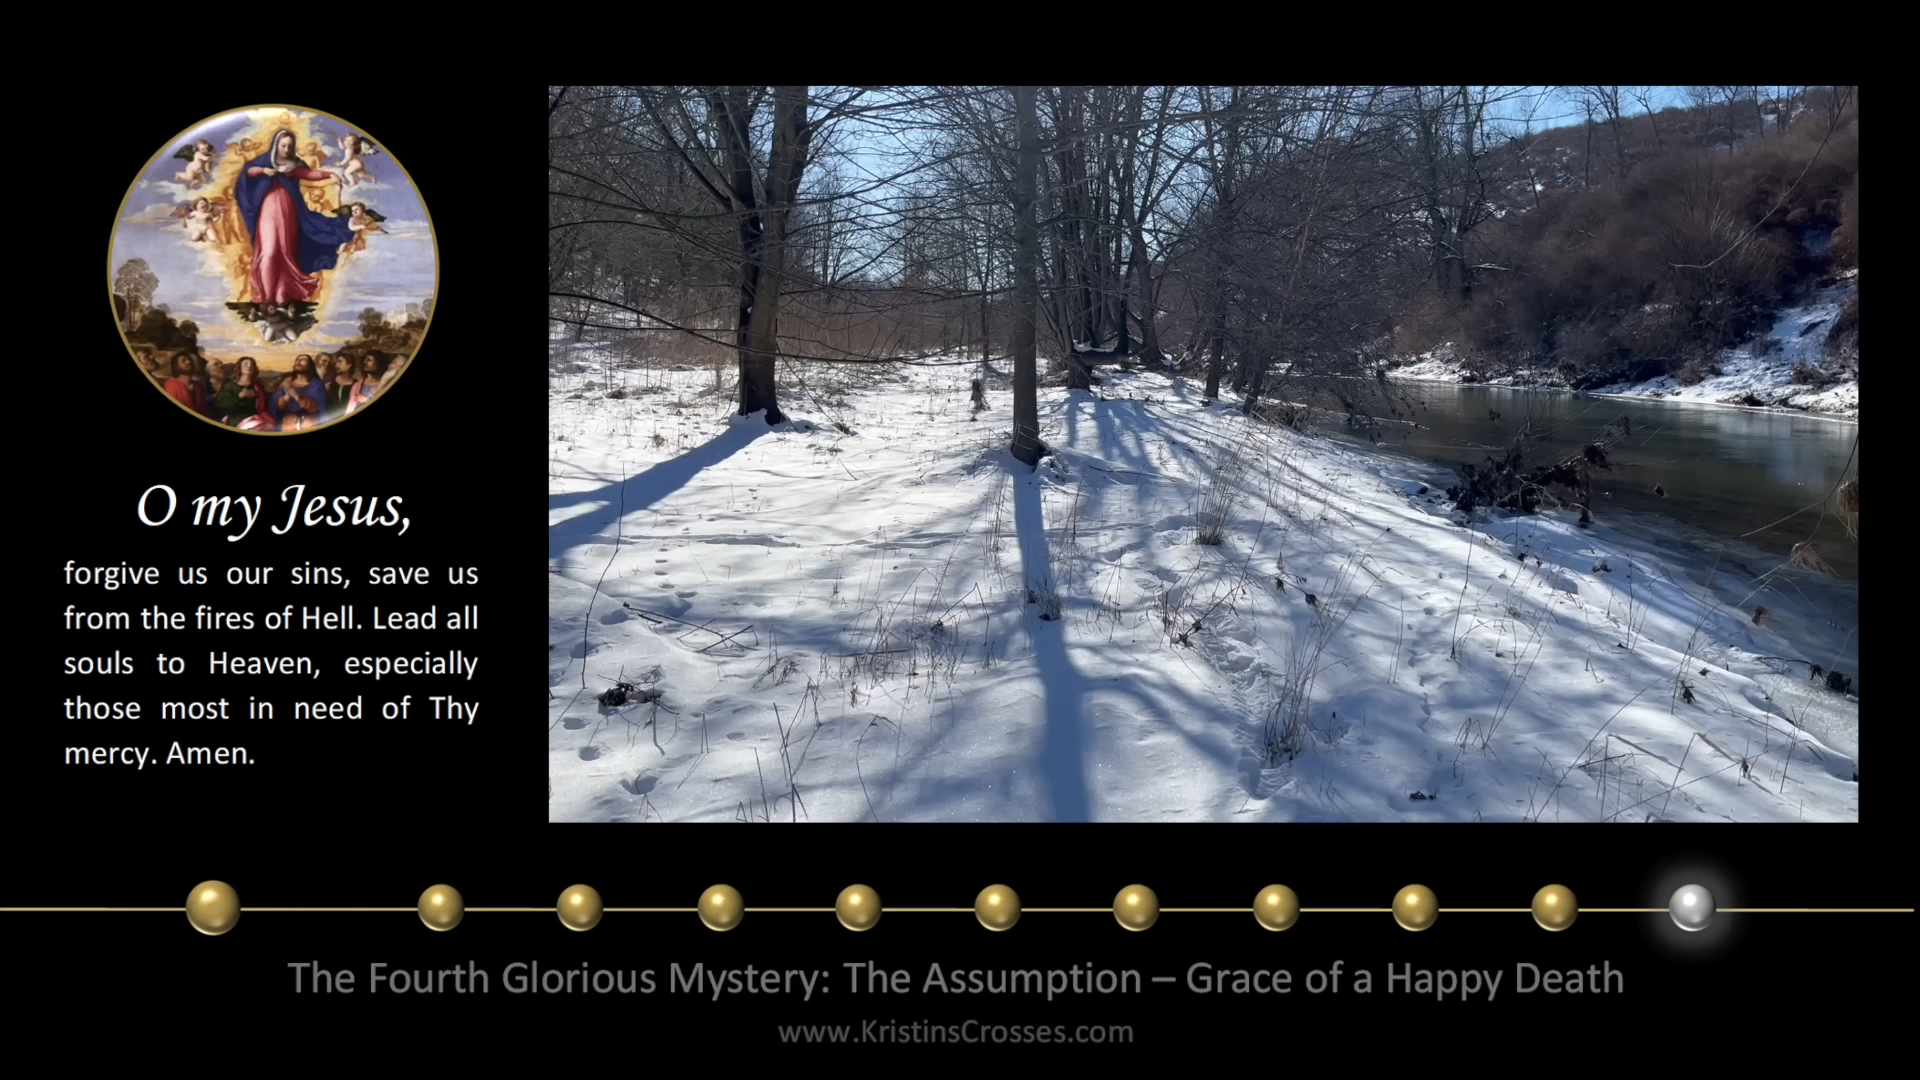 O my Jesus,
forgive us our sins, save us
from the fires of Hell. Lead all
souls to Heaven, especially
those most in need of Thy
mercy. Amen.
The Fourth Glorious Mystery: The Assumption – Grace of a Happy Death
www.KristinsCrosses.com